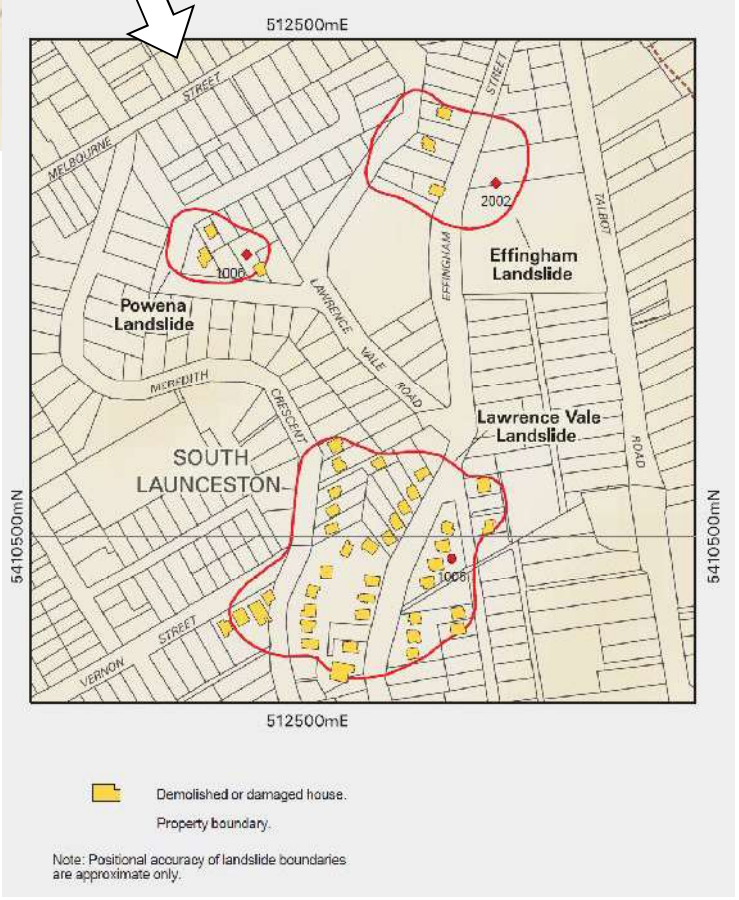 512500mE
STREET
MELBOURNE
STREET
2002
TALBOT
EFFINGHAM
Effingham
Landslide
1006
Powena
Landslide
LAWRENCE
VALE
ROAD
MEREDITH
CRESCENT
Lawrence Vale
Landslide
SOUTH
LAUNCESTON
ROAD
5410500mN
5410500mN
1005
STREET
VERNON
512500mE
Demolished or damaged house.
Property boundary.
Note: Positional accuracy of landslide boundaries
are approximate only.